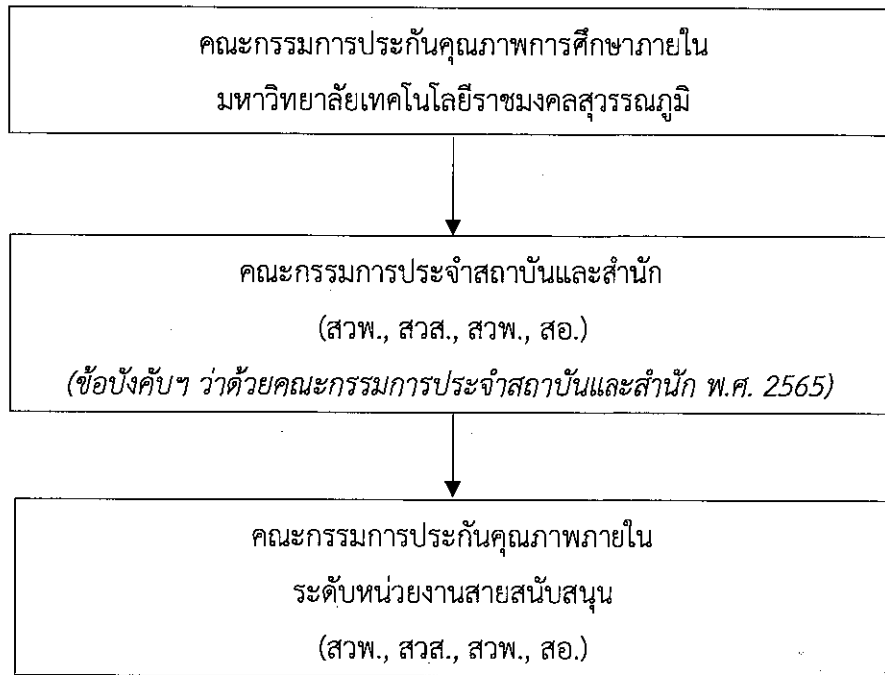 คณะกรรมการประกันคุณภาพการศึกษาภายใน
มหาวิทยาลัยเทคโนโลยีราชมงคลสุวรรณภูมิ
คณะกรรมการประจำสถาบันและสำนัก
(สวพ., สวส., สวพ., สอ.)
(ข้อบังคับฯ ว่าด้วยคณะกรรมการประจำสถาบันและสำนัก พ.ศ. 2565)
คณะกรรมการประกันคุณภาพภายใน
ระดับหน่วยงานสายสนับสนุน
(สวพ., สวส., สวพ., สอ.)